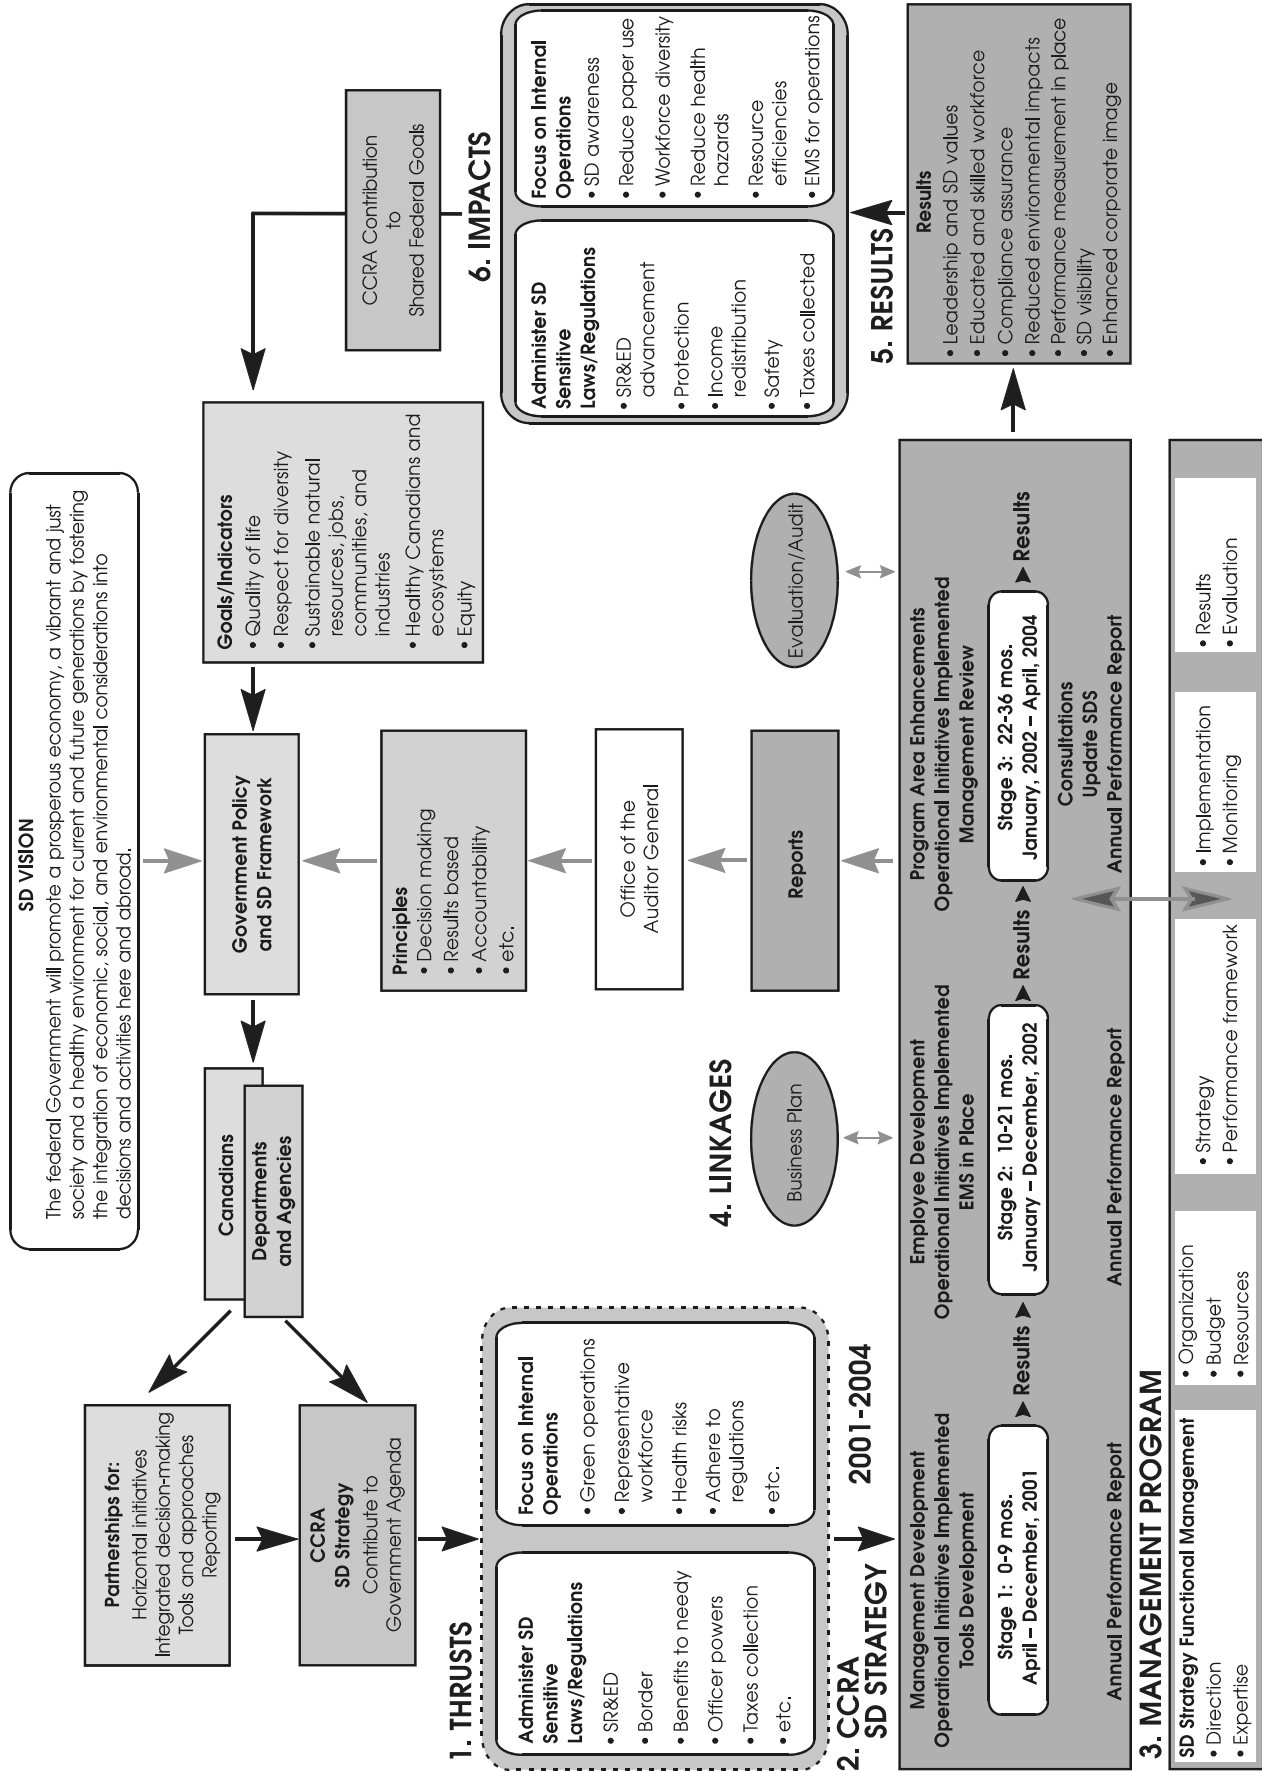 SD VISION
The federal Government will promote a prosperous economy, a vibrant and just
society and a healthy environment for current and future generations by fostering
the integration of economic, social, and environmental considerations into
decisions and activities here and abroad.
Partnerships for:
Horizontal initiatives
Integrated decision-making
Tools and approaches
Reporting
Canadians
Departments
and Agencies
Government Policy
and SD Framework
Goals/Indicators
• Quality of life
• Respect for diversity
• Sustainable natural
resources, jobs,
communities, and
industries
• Healthy Canadians and
ecosystems
• Equity
CCRA Contribution
to
Shared Federal Goals
CCRA
SD Strategy
Contribute to
Government Agenda
Principles
• Decision making
• Results based
• Accountability
• etc.
Office of the
Auditor General
Reports
1. THRUSTS
Administer SD
Sensitive
Laws/Regulations
• SR&ED
• Border
• Benefits to needy
• Officer powers
• Taxes collection
• etc.
Focus on Internal
Operations
• Green operations
• Representative
workforce
• Health risks
• Adhere to
regulations
• etc.
4. LINKAGES
Business Plan
Evaluation/Audit
6. IMPACTS
Administer SD
Sensitive
Laws/Regulations
• SR&ED
advancement
• Protection
• Income
redistribution
• Safety
• Taxes collected
Focus on Internal
Operations
• SD awareness
• Reduce paper use
• Workforce diversity
• Reduce health
hazards
• Resource
efficiencies
• EMS for operations
2. CCRA
SD STRATEGY
2001-2004
Management Development
Operational Initiatives Implemented
Tools Development
Stage 1: 0-9 mos.
April – December, 2001
Annual Performance Report
Results
Employee Development
Operational Initiatives Implemented
EMS in Place
Stage 2: 10-21 mos.
January – December, 2002
Annual Performance Report
Results
Program Area Enhancements
Operational Initiatives Implemented
Management Review
Stage 3: 22-36 mos.
January, 2002 – April, 2004
Consultations
Update SDS
Annual Performance Report
Results
5. RESULTS
Results
• Leadership and SD values
• Educated and skilled workforce
• Compliance assurance
• Reduced environmental impacts
• Performance measurement in place
• SD visibility
• Enhanced corporate image
3. MANAGEMENT PROGRAM
SD Strategy Functional Management
• Direction
• Expertise
• Organization
• Budget
• Resources
• Strategy
• Performance framework
• Implementation
• Monitoring
• Results
• Evaluation